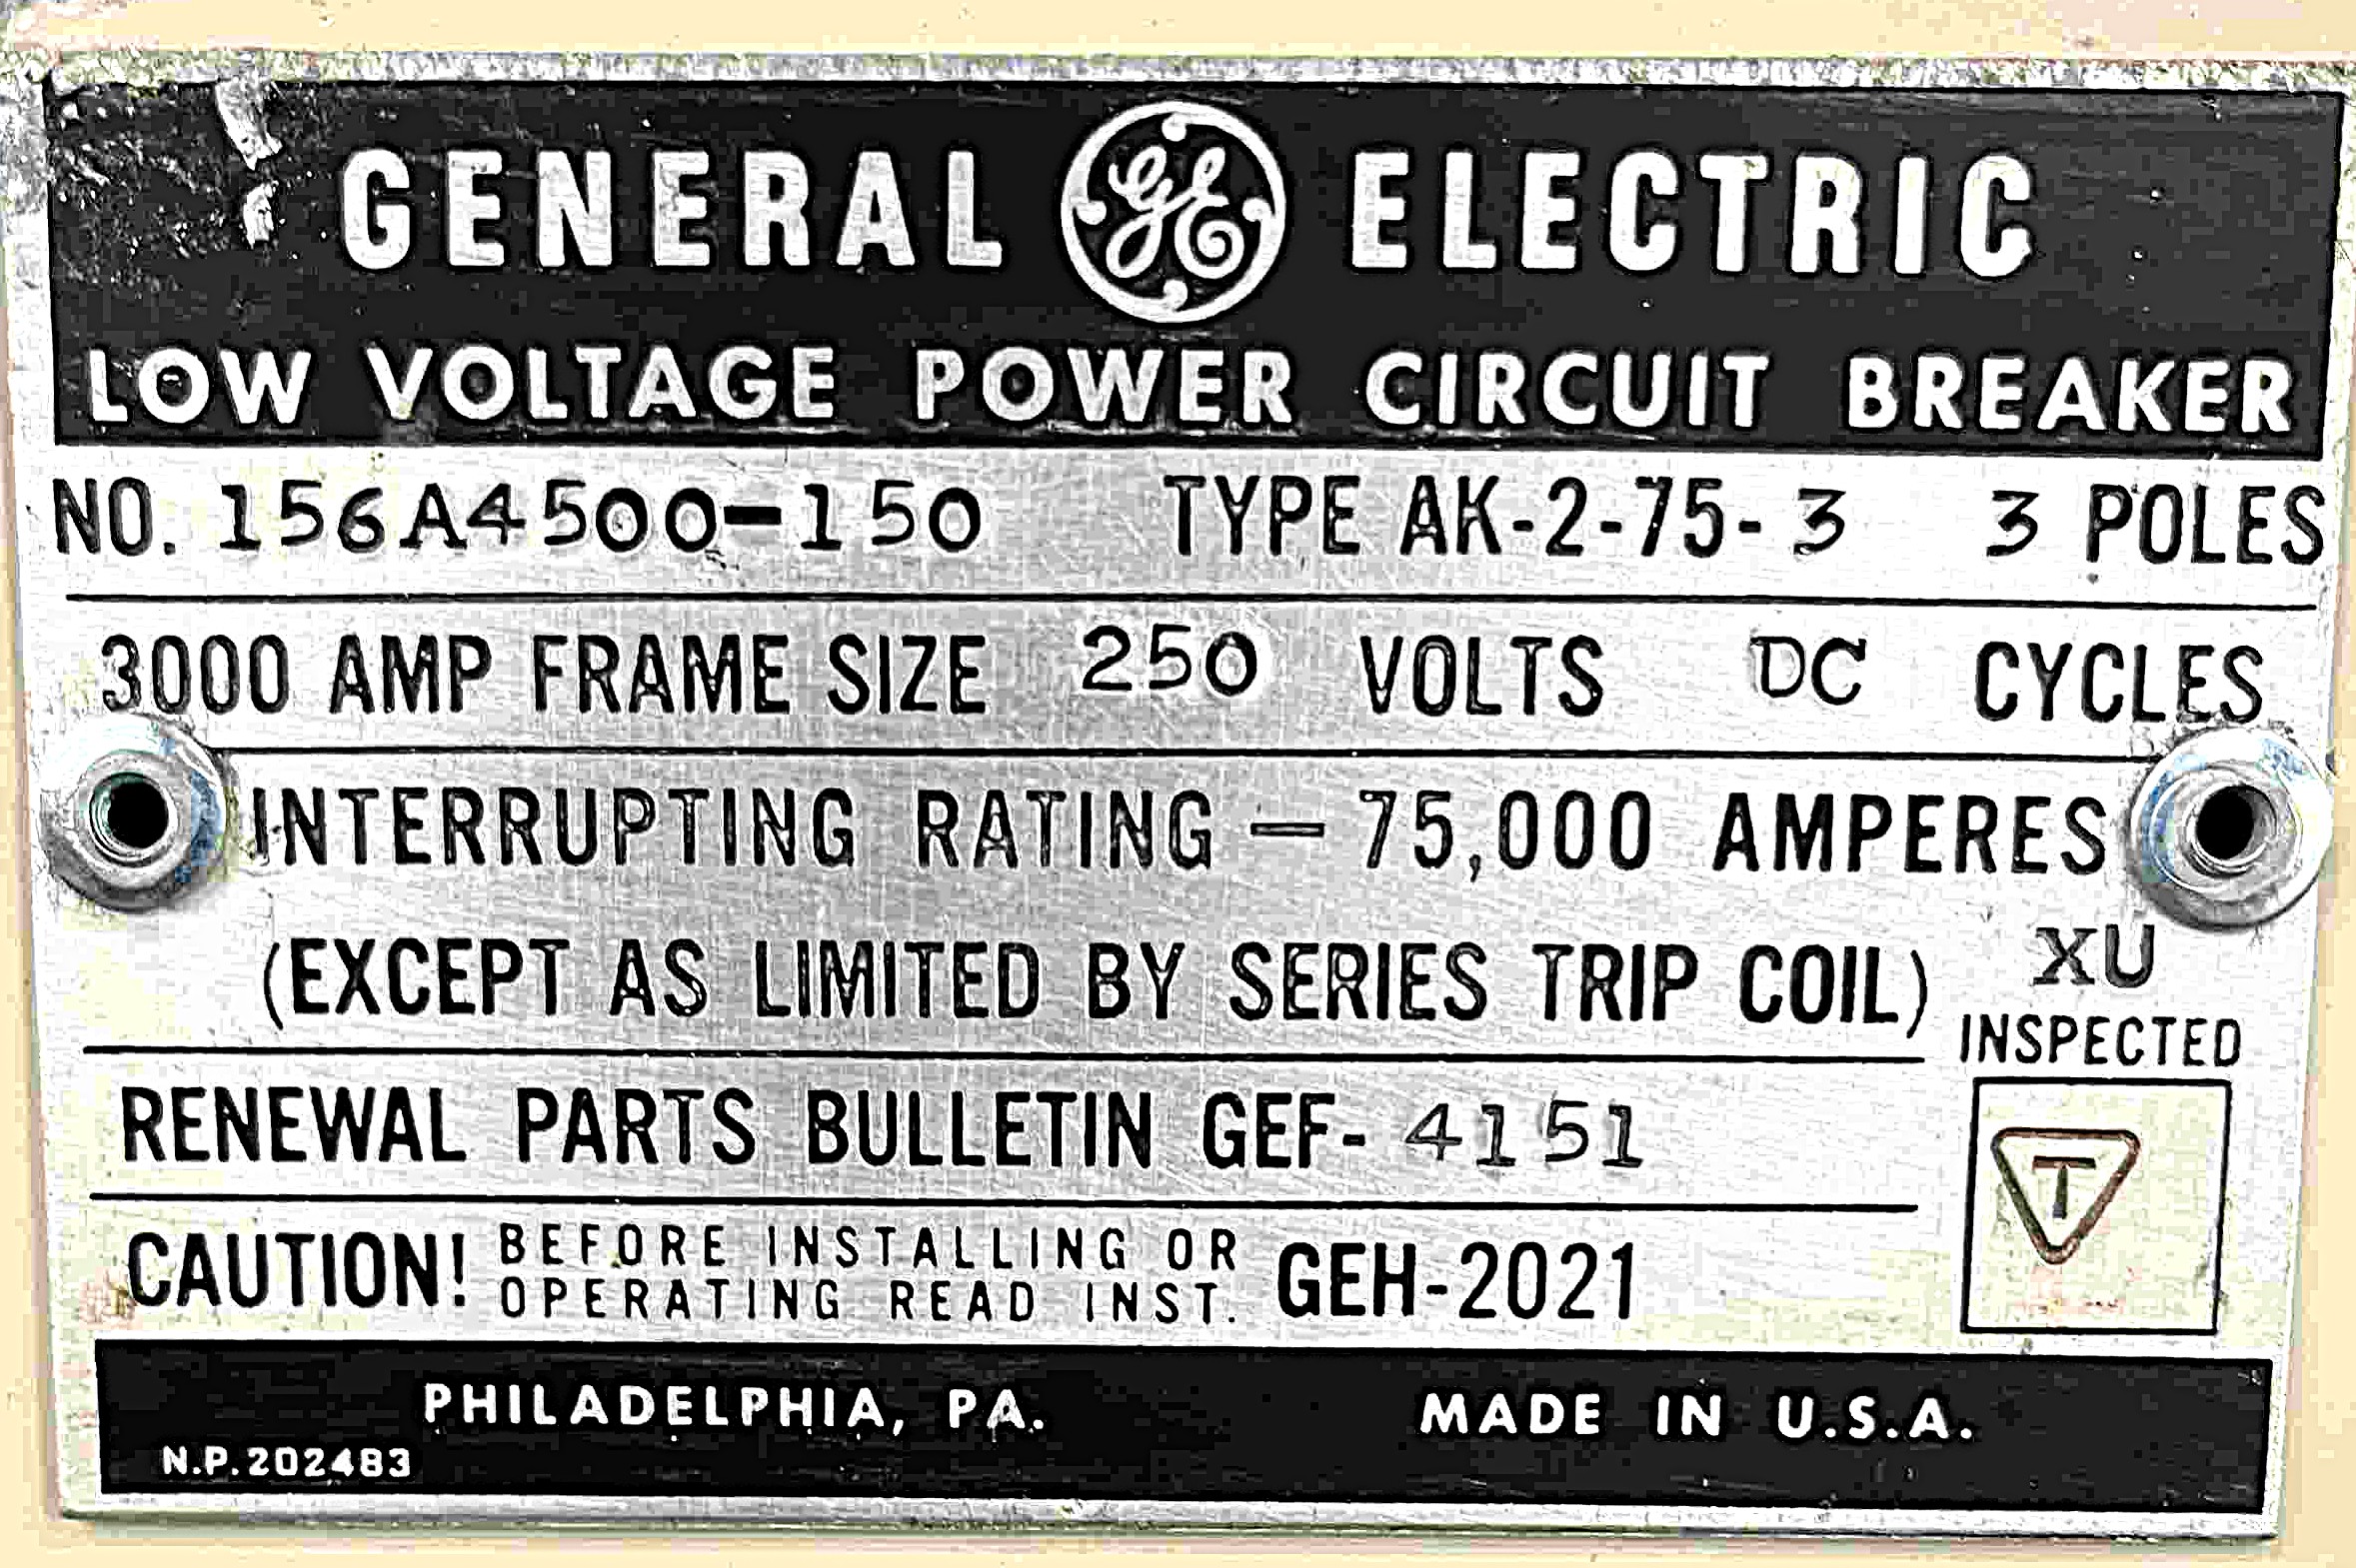 GENERAL GE ELECTRIC
LOW VOLTAGE POWER CIRCUIT BREAKER
NO. 156A4500-150 TYPE AK-2-75-3 3 POLES
3000 AMP FRAME SIZE 250 VOLTS DC CYCLES
INTERRUPTING RATING — 75,000 AMPERES
(EXCEPT AS LIMITED BY SERIES TRIP COIL)
XU
INSPECTED
T
RENEWAL PARTS BULLETIN GEF- 4151
CAUTION! BEFORE INSTALLING OR
OPERATING READ INST. GEH-2021
PHILADELPHIA, PA. MADE IN U.S.A.
N.P.202483